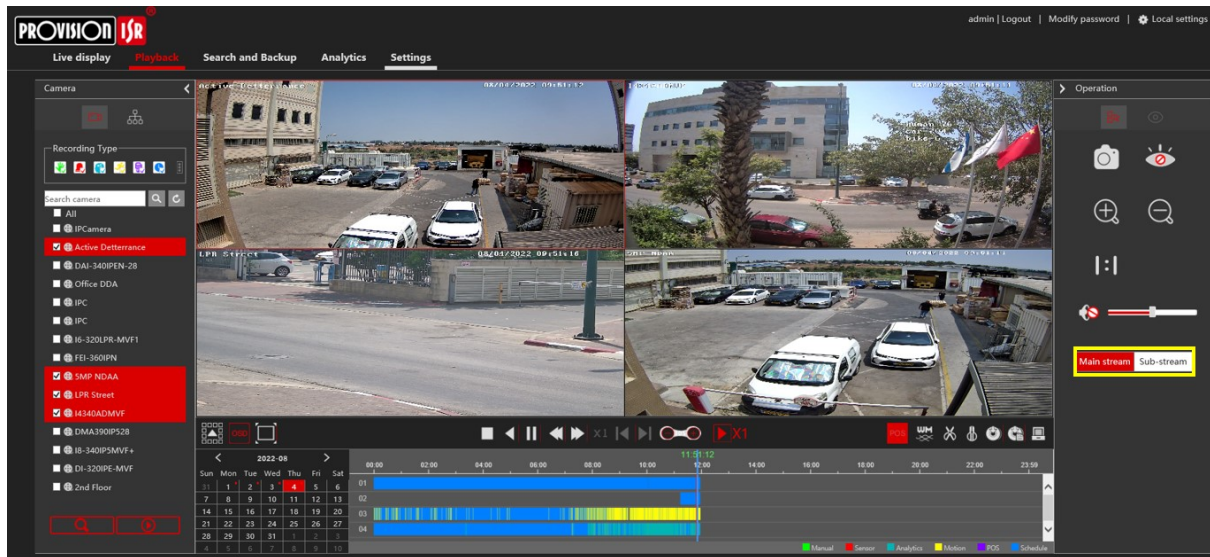 PROVISION ISR
admin | Logout | Modify password | Local settings
Live display Playback Search and Backup Analytics Settings
Camera
Recording Type
Search camera
All
IPCamera
Active Detterrance
DAI-340IPEN-28
Office DDA
IPC
IPC
I6-320LPR-MVF1
FEI-360IPN
5MP NDAA
LPR Street
I4340ADMVF
DMA390IP528
I8-340IP5MVF+
DI-320IPE-MVF
2nd Floor
Active Detterrance
LPR Street 08/04/2022 09:51:16
Operation
Main stream Sub-stream
OSD
X1
X1
POS
WM
2022-08
Sun Mon Tue Wed Thu Fri Sat
31 1 2 3 4 5 6
7 8 9 10 11 12 13
14 15 16 17 18 19 20
21 22 23 24 25 26 27
28 29 30 31 1 2 3
4 5 6 7 8 9 10
11:51:12
00:00 02:00 04:00 06:00 08:00 10:00 12:00 14:00 16:00 18:00 20:00 22:00 23:59
01
02
03
04
Manual Sensor Analytics Motion POS Schedule